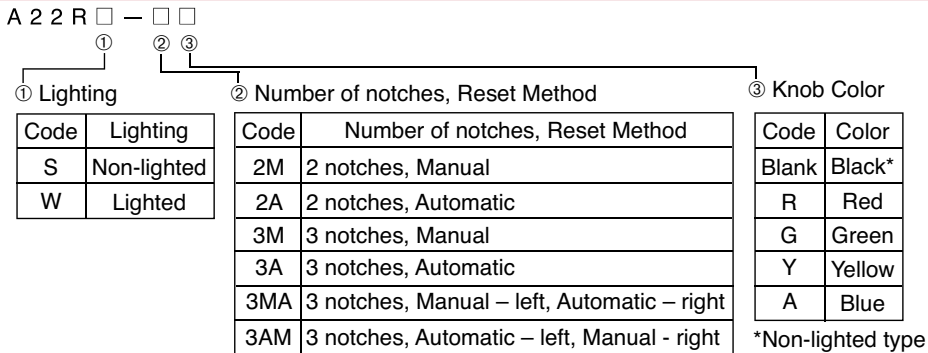 A22R□ – □□
① ② ③
① Lighting
Code Lighting
S Non-lighted
W Lighted
② Number of notches, Reset Method
Code Number of notches, Reset Method
2M 2 notches, Manual
2A 2 notches, Automatic
3M 3 notches, Manual
3A 3 notches, Automatic
3MA 3 notches, Manual – left, Automatic – right
3AM 3 notches, Automatic – left, Manual - right
③ Knob Color
Code Color
Blank Black*
R Red
G Green
Y Yellow
A Blue
*Non-lighted type